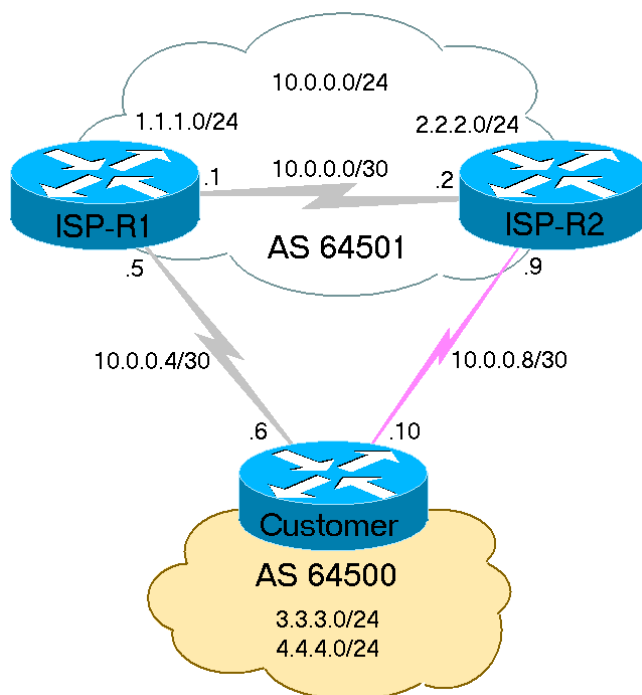 10.0.0.0/24
1.1.1.0/24
2.2.2.0/24
10.0.0.0/30
.1
.2
ISP-R1
ISP-R2
AS 64501
.5
.9
10.0.0.4/30
10.0.0.8/30
.6
.10
Customer
AS 64500
3.3.3.0/24
4.4.4.0/24